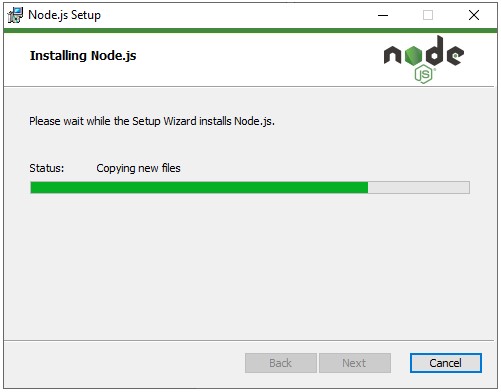 Node.js Setup
Installing Node.js
node
JS
Please wait while the Setup Wizard installs Node.js.
Status: Copying new files
Back Next Cancel